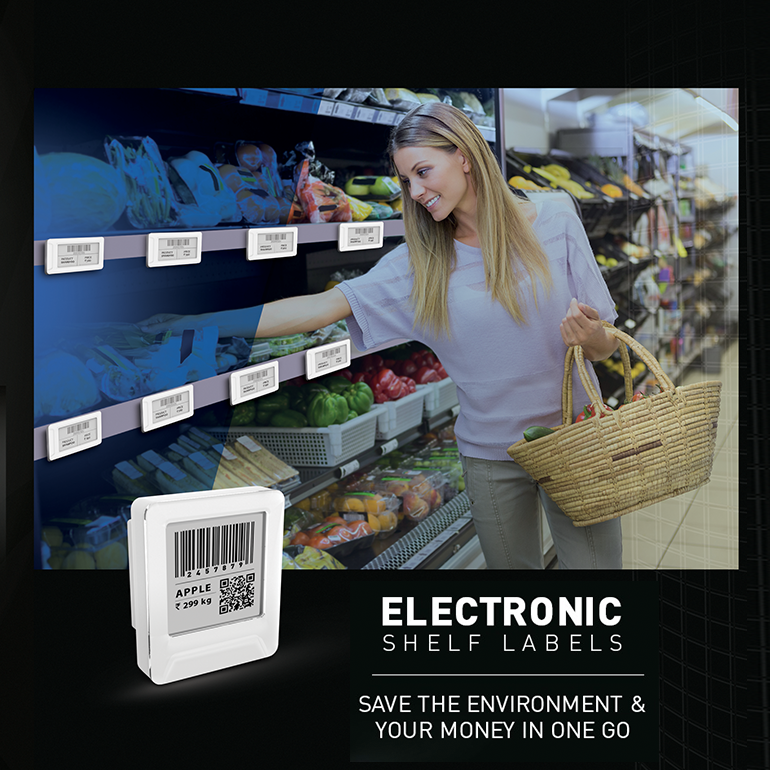 2457879
APPLE
₹ 299 kg
ELECTRONIC
SHELF LABELS
SAVE THE ENVIRONMENT &
YOUR MONEY IN ONE GO